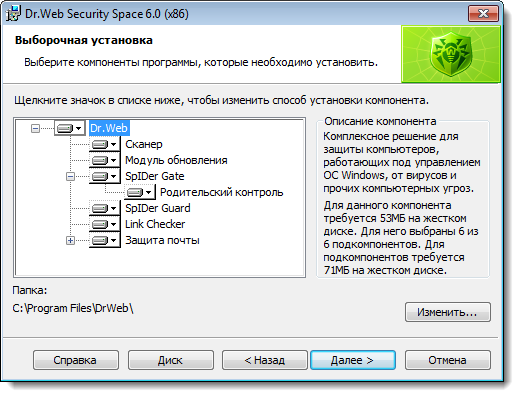 Dr.Web Security Space 6.0 (x86)
Выборочная установка
Выберите компоненты программы, которые необходимо установить.
Щелкните значок в списке ниже, чтобы изменить способ установки компонента.
Dr.Web
Сканер
Модуль обновления
SpIDer Gate
Родительский контроль
SpIDer Guard
Link Checker
Защита почты
Описание компонента
Комплексное решение для
защиты компьютеров,
работающих под управлением
ОС Windows, от вирусов и
прочих компьютерных угроз.
Для данного компонента
требуется 53МБ на жестком
диске. Для него выбраны 6 из
6 подкомпонентов. Для
подкомпонентов требуется
71МБ на жестком диске.
Папка:
C:\Program Files\DrWeb\
Изменить...
Справка
Диск
< Назад
Далее >
Отмена